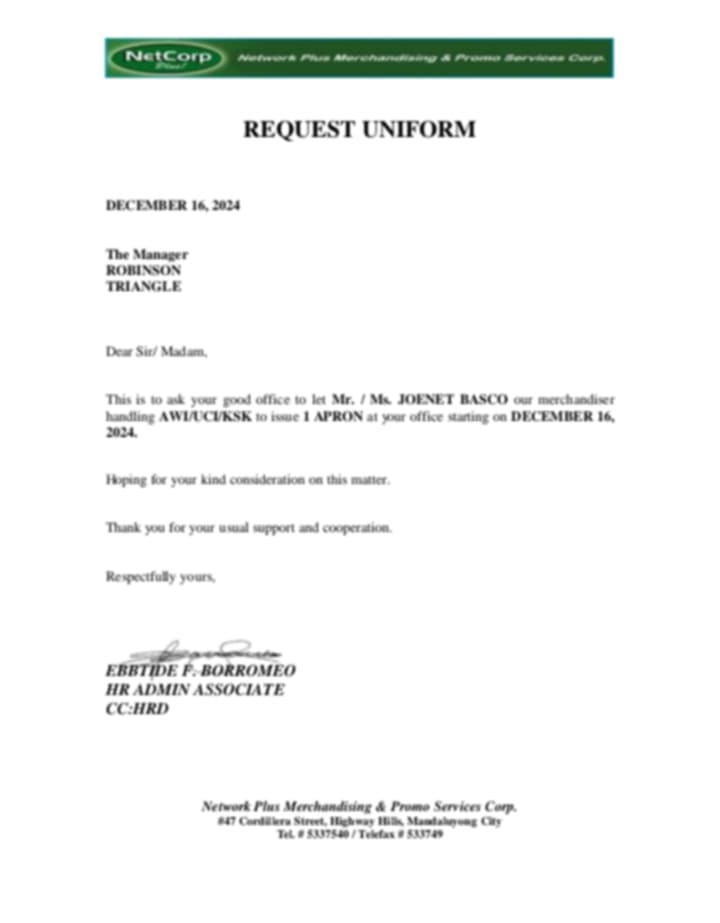 NetCorp
Plus!
Network Plus Merchandising & Promo Services Corp.
REQUEST UNIFORM
DECEMBER 16, 2024
The Manager
ROBINSON
TRIANGLE
Dear Sir/ Madam,
This is to ask your good office to let Mr. / Ms. JOENET BASCO our merchandiser
handling AWI/UCI/KSK to issue 1 APRON at your office starting on DECEMBER 16,
2024.
Hoping for your kind consideration on this matter.
Thank you for your usual support and cooperation.
Respectfully yours,
EBBTIDE F. BORROMEO
HR ADMIN ASSOCIATE
CC:HRD
Network Plus Merchandising & Promo Services Corp.
#47 Cordillera Street, Highway Hills, Mandaluyong City
Tel. # 5337540 / Telefax # 533749